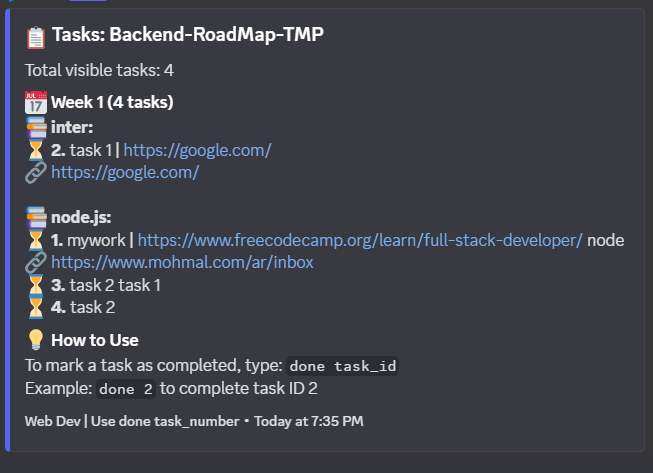 Tasks: Backend-RoadMap-TMP
Total visible tasks: 4
JUL 17 Week 1 (4 tasks)
inter:
2. task 1 | https://google.com/
https://google.com/
node.js:
1. mywork | https://www.freecodecamp.org/learn/full-stack-developer/ node
https://www.mohmal.com/ar/inbox
3. task 2 task 1
4. task 2
How to Use
To mark a task as completed, type: done task_id
Example: done 2 to complete task ID 2
Web Dev | Use done task_number • Today at 7:35 PM